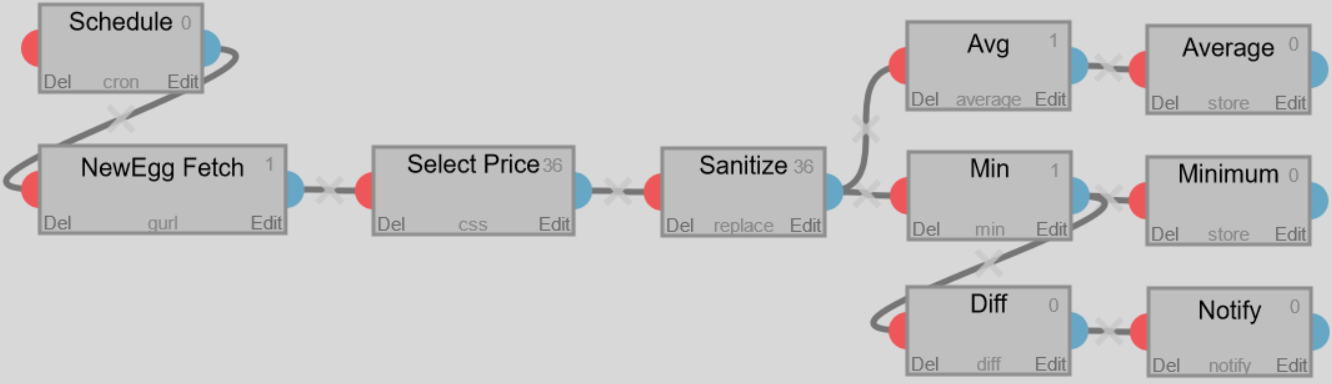 Schedule 0
Del cron Edit
NewEgg Fetch 1
Del gurl Edit
Select Price 36
Del css Edit
Sanitize 36
Del replace Edit
Avg 1
Del average Edit
Average 0
Del store Edit
Min 1
Del min Edit
Minimum 0
Del store Edit
Diff 0
Del diff Edit
Notify 0
Del notify Edit